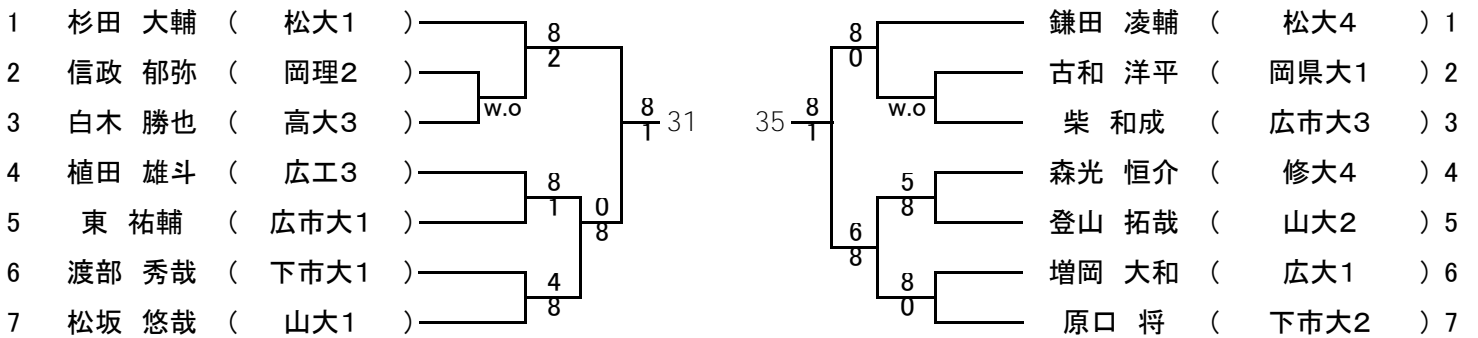 1 杉田 大輔 ( 松大1 ) 鎌田 凌輔 ( 松大4 ) 1
8 2 8 0
2 信政 郁弥 ( 岡理2 ) 古和 洋平 ( 岡県大1 ) 2
w.o 8 1 31 35 8 1 w.o
3 白木 勝也 ( 高大3 ) 柴 和成 ( 広市大3 ) 3
4 植田 雄斗 ( 広工3 ) 森光 恒介 ( 修大4 ) 4
8 1 0 8 5 8
5 東 祐輔 ( 広市大1 ) 登山 拓哉 ( 山大2 ) 5
6 8
6 渡部 秀哉 ( 下市大1 ) 増岡 大和 ( 広大1 ) 6
4 8 8 0
7 松坂 悠哉 ( 山大1 ) 原口 将 ( 下市大2 ) 7